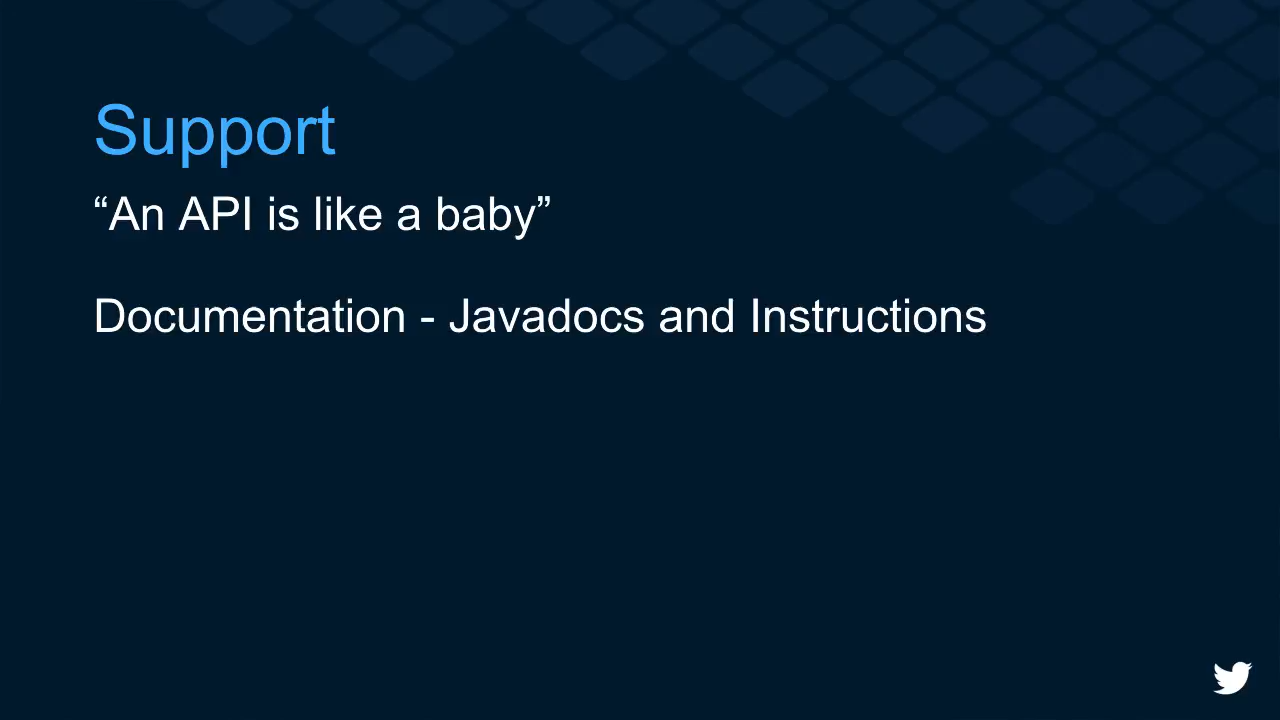 Support
“An API is like a baby”
Documentation - Javadocs and Instructions